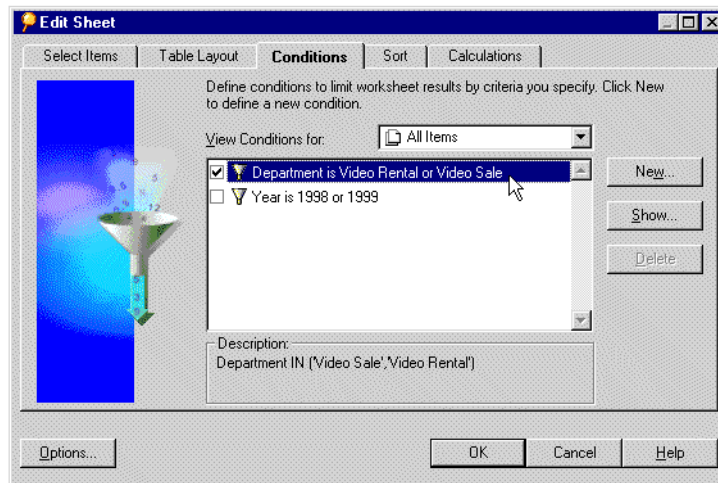 Edit Sheet
Select Items Table Layout Conditions Sort Calculations
Define conditions to limit worksheet results by criteria you specify. Click New
to define a new condition.
View Conditions for: All Items
Department is Video Rental or Video Sale
Year is 1998 or 1999
New...
Show...
Delete
Description:
Department IN ('Video Sale','Video Rental')
Options... OK Cancel Help